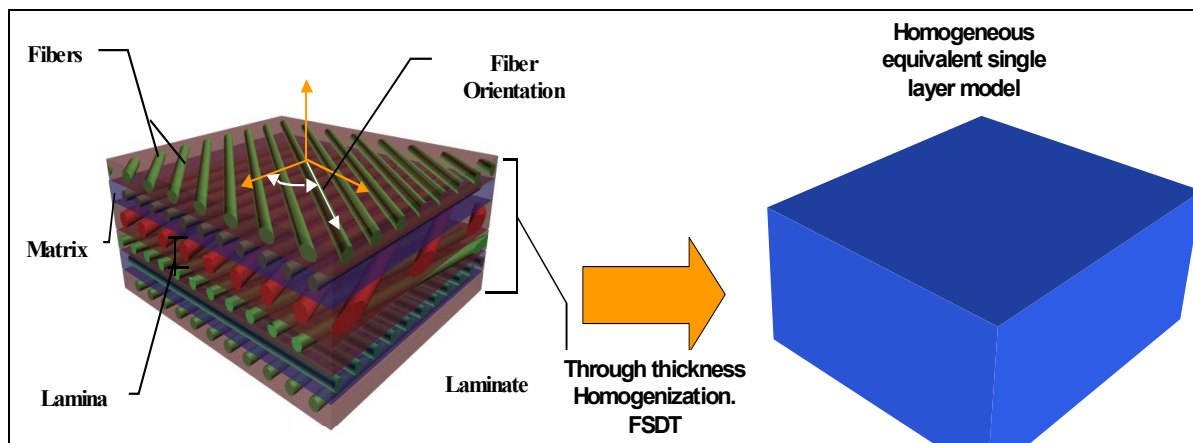 Fibers
Fiber
Orientation
Matrix
Lamina
Laminate
Through thickness
Homogenization.
FSDT
Homogeneous
equivalent single
layer model